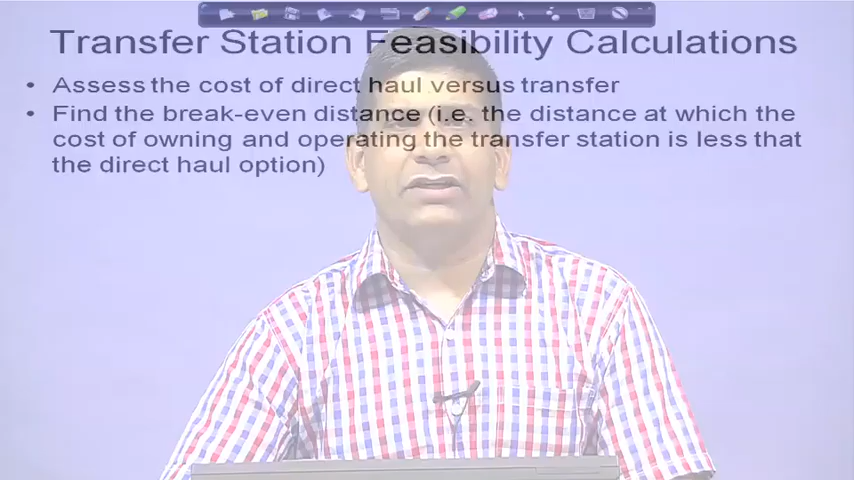 Transfer Station Feasibility Calculations
• Assess the cost of direct haul versus transfer
• Find the break-even distance (i.e. the distance at which the
cost of owning and operating the transfer station is less that
the direct haul option)